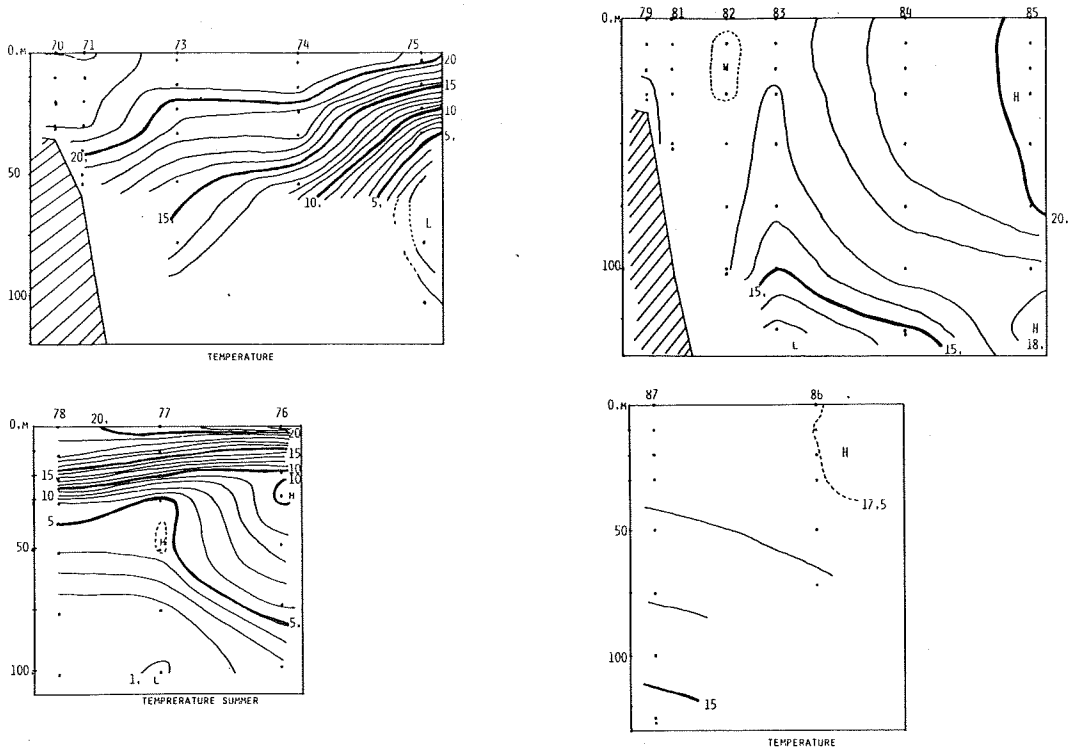 70 71 73 74 75
0.M 20
15
10
5.
20.
50
15.
10. 5. L
100
TEMPERATURE
79 81 82 83 84 85
0.M
H
20.
100
15.
15.
H
L 18.
78 20. 77 76
0.M 20
15
15 10
10 10
H
5
50
5.
100
1. L
TEMPRERATURE SUMMER
87 86
0.M
H
17,5
50
100
15
TEMPERATURE